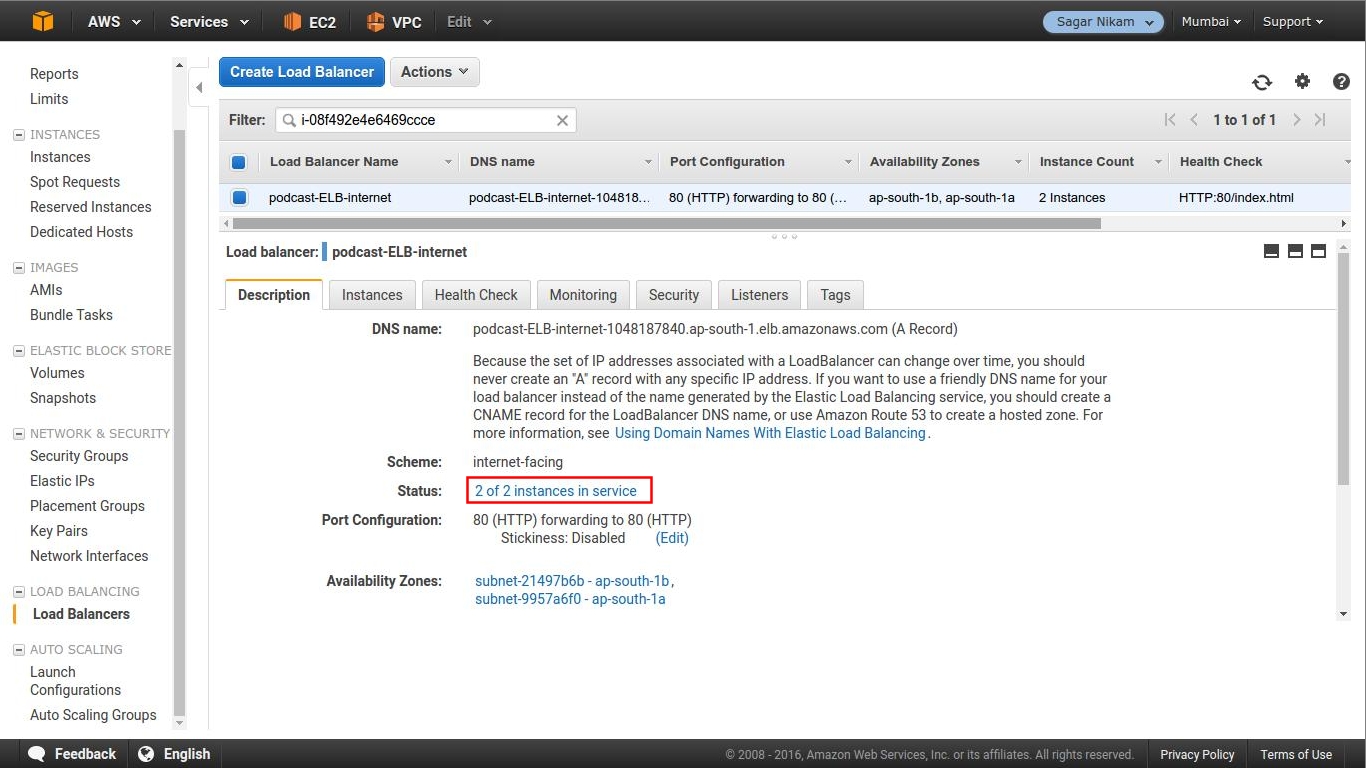 AWS Services EC2 VPC Edit Sagar Nikam Mumbai Support
Reports
Limits
INSTANCES
Instances
Spot Requests
Reserved Instances
Dedicated Hosts
IMAGES
AMIs
Bundle Tasks
ELASTIC BLOCK STORE
Volumes
Snapshots
NETWORK & SECURITY
Security Groups
Elastic IPs
Placement Groups
Key Pairs
Network Interfaces
LOAD BALANCING
Load Balancers
AUTO SCALING
Launch
Configurations
Auto Scaling Groups
Create Load Balancer Actions
Filter: i-08f492e4e6469ccce 1 to 1 of 1
Load Balancer Name DNS name Port Configuration Availability Zones Instance Count Health Check
podcast-ELB-internet podcast-ELB-internet-104818... 80 (HTTP) forwarding to 80 (... ap-south-1b, ap-south-1a 2 Instances HTTP:80/index.html
Load balancer: podcast-ELB-internet
Description Instances Health Check Monitoring Security Listeners Tags
DNS name: podcast-ELB-internet-1048187840.ap-south-1.elb.amazonaws.com (A Record)
Because the set of IP addresses associated with a LoadBalancer can change over time, you should
never create an "A" record with any specific IP address. If you want to use a friendly DNS name for your
load balancer instead of the name generated by the Elastic Load Balancing service, you should create a
CNAME record for the LoadBalancer DNS name, or use Amazon Route 53 to create a hosted zone. For
more information, see Using Domain Names With Elastic Load Balancing.
Scheme: internet-facing
Status: 2 of 2 instances in service
Port Configuration: 80 (HTTP) forwarding to 80 (HTTP)
Stickiness: Disabled (Edit)
Availability Zones: subnet-21497b6b - ap-south-1b,
subnet-9957a6f0 - ap-south-1a
Feedback English © 2008 - 2016, Amazon Web Services, Inc. or its affiliates. All rights reserved. Privacy Policy Terms of Use